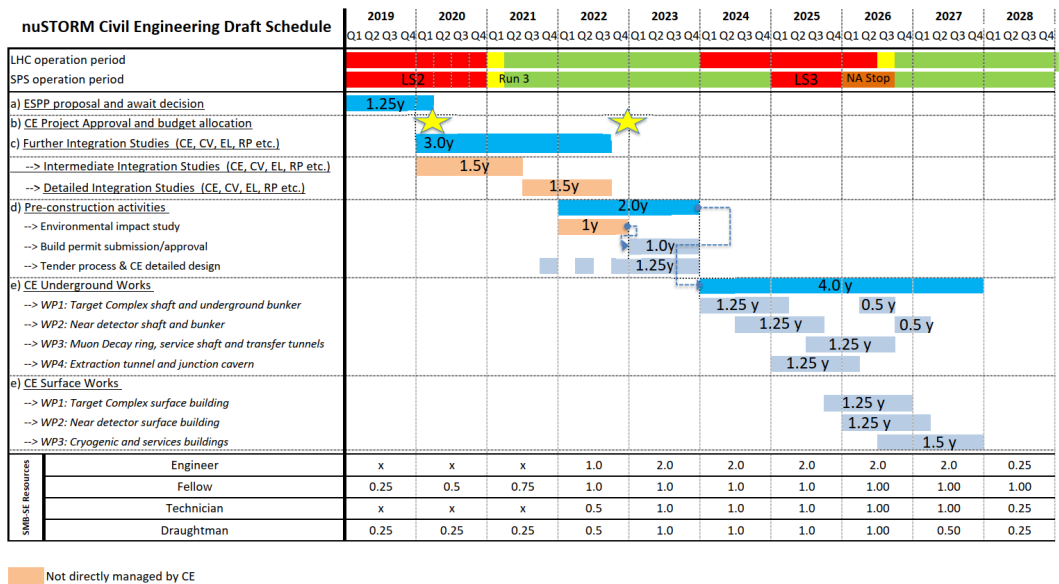 nuSTORM Civil Engineering Draft Schedule
2019 2020 2021 2022 2023 2024 2025 2026 2027 2028
Q1 Q2 Q3 Q4 Q1 Q2 Q3 Q4 Q1 Q2 Q3 Q4 Q1 Q2 Q3 Q4 Q1 Q2 Q3 Q4 Q1 Q2 Q3 Q4 Q1 Q2 Q3 Q4 Q1 Q2 Q3 Q4 Q1 Q2 Q3 Q4 Q1 Q2 Q3 Q4
LHC operation period
SPS operation period LS2 Run 3 LS3 NA Stop
a) ESPP proposal and await decision 1.25y
b) CE Project Approval and budget allocation
c) Further Integration Studies (CE, CV, EL, RP etc.) 3.0y
--> Intermediate Integration Studies (CE, CV, EL, RP etc.) 1.5y
--> Detailed Integration Studies (CE, CV, EL, RP etc.) 1.5y
d) Pre-construction activities 2.0y
--> Environmental impact study 1y
--> Build permit submission/approval 1.0y
--> Tender process & CE detailed design 1.25y
e) CE Underground Works 4.0 y
--> WP1: Target Complex shaft and underground bunker 1.25 y 0.5 y
--> WP2: Near detector shaft and bunker 1.25 y 0.5 y
--> WP3: Muon Decay ring, service shaft and transfer tunnels 1.25 y
--> WP4: Extraction tunnel and junction cavern 1.25 y
e) CE Surface Works
--> WP1: Target Complex surface building 1.25 y
--> WP2: Near detector surface building 1.25 y
--> WP3: Cryogenic and services buildings 1.5 y
SMB-SE Resources
Engineer x x x 1.0 2.0 2.0 2.0 2.0 2.0 0.25
Fellow 0.25 0.5 0.75 1.0 1.0 1.0 1.0 1.00 1.00 1.00
Technician x x x 0.5 1.0 1.0 1.0 1.00 1.00 0.25
Draughtman 0.25 0.25 0.25 0.5 1.0 1.0 1.0 1.00 0.50 0.25
Not directly managed by CE